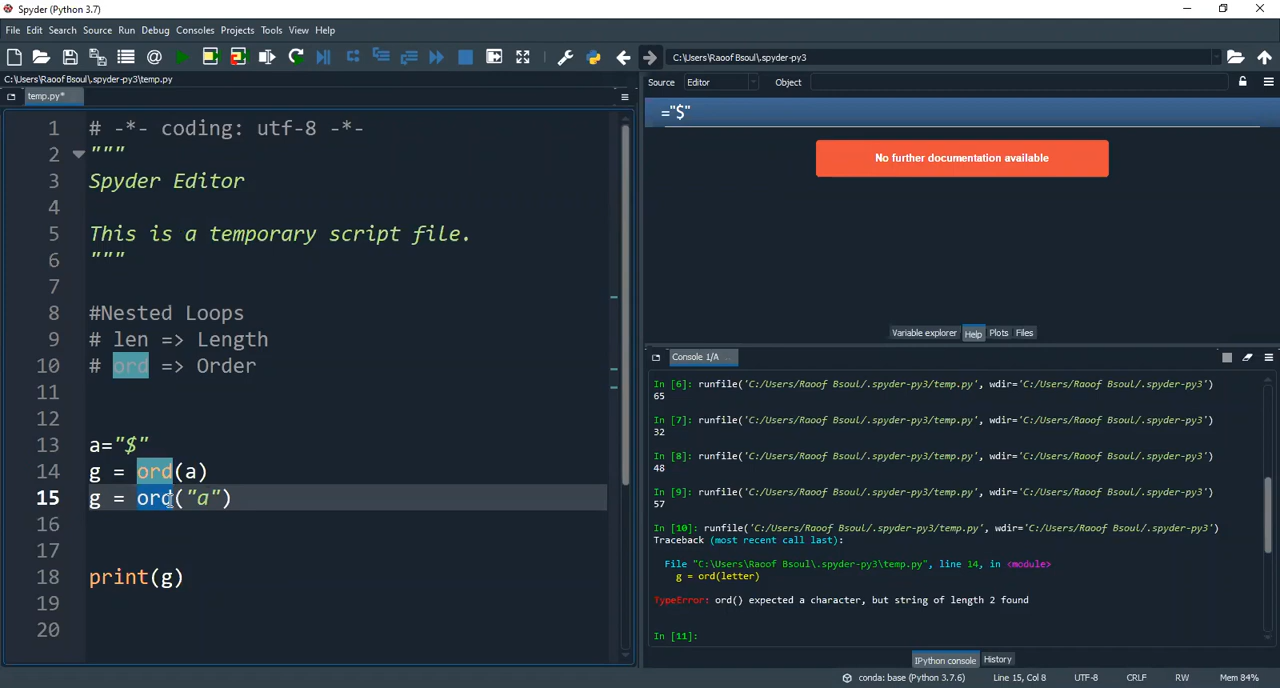 Spyder (Python 3.7)
File Edit Search Source Run Debug Consoles Projects Tools View Help
C:\Users\Raoof Bsoul\.spyder-py3
C:\Users\Raoof Bsoul\.spyder-py3\temp.py
Source Editor Object
temp.py*
="$"
No further documentation available
1 # -*- coding: utf-8 -*-
2 """
3 Spyder Editor
4
5 This is a temporary script file.
6 """
7
8 #Nested Loops
9 # len => Length
10 # ord => Order
11
12
13 a="$"
14 g = ord(a)
15 g = ord("a")
16
17
18 print(g)
19
20
Variable explorer Help Plots Files
Console 1/A
In [6]: runfile('C:/Users/Raoof Bsoul/.spyder-py3/temp.py', wdir='C:/Users/Raoof Bsoul/.spyder-py3')
65
In [7]: runfile('C:/Users/Raoof Bsoul/.spyder-py3/temp.py', wdir='C:/Users/Raoof Bsoul/.spyder-py3')
32
In [8]: runfile('C:/Users/Raoof Bsoul/.spyder-py3/temp.py', wdir='C:/Users/Raoof Bsoul/.spyder-py3')
48
In [9]: runfile('C:/Users/Raoof Bsoul/.spyder-py3/temp.py', wdir='C:/Users/Raoof Bsoul/.spyder-py3')
57
In [10]: runfile('C:/Users/Raoof Bsoul/.spyder-py3/temp.py', wdir='C:/Users/Raoof Bsoul/.spyder-py3')
Traceback (most recent call last):
File "C:\Users\Raoof Bsoul\.spyder-py3\temp.py", line 14, in <module>
g = ord(letter)
TypeError: ord() expected a character, but string of length 2 found
In [11]:
IPython console History
conda: base (Python 3.7.6) Line 15, Col 8 UTF-8 CRLF RW Mem 84%